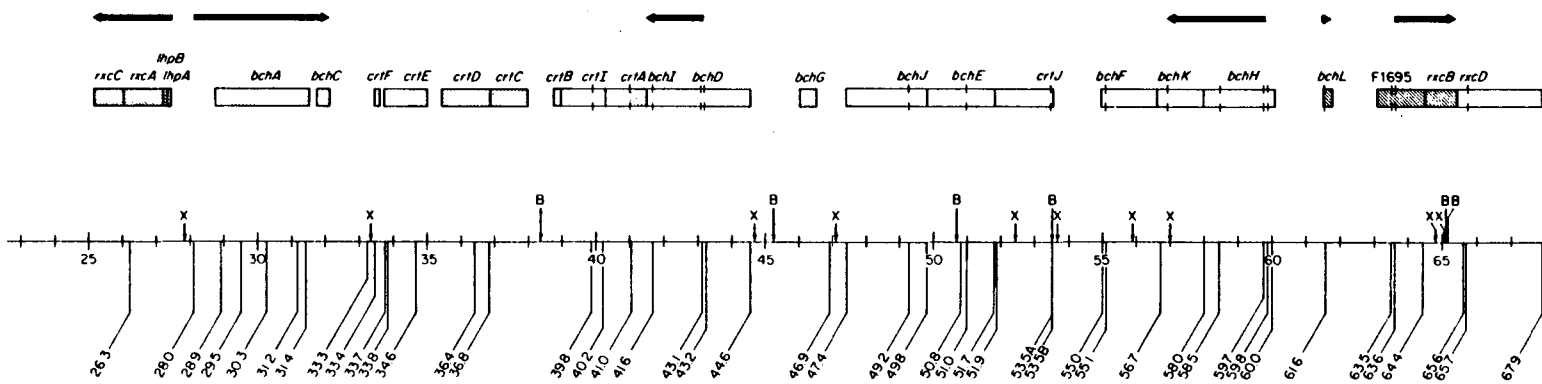 lhpB
rxcC rxcA lhpA bchA bchC crtF crtE crtD crtC crtB crtI crtA bchI bchD bchG bchJ bchE crtJ bchF bchK bchH bchL F1695 rxcB rxcD
B B B B BB
X X X X X X X X X X
25 30 35 40 45 50 55 60 65
26.3 28.0 28.9 29.5 30.3 31.2 31.4 33.3 33.4 33.7 33.8 34.6 36.4 36.8 39.8 40.2 41.0 41.6 43.1 43.2 44.6 46.9 47.4 49.2 49.8 50.8 51.0 51.7 51.9 53.5A 53.5B 55.0 55.1 56.7 58.0 58.5 59.7 59.8 60.0 61.6 63.5 63.6 64.4 65.6 65.7 67.9